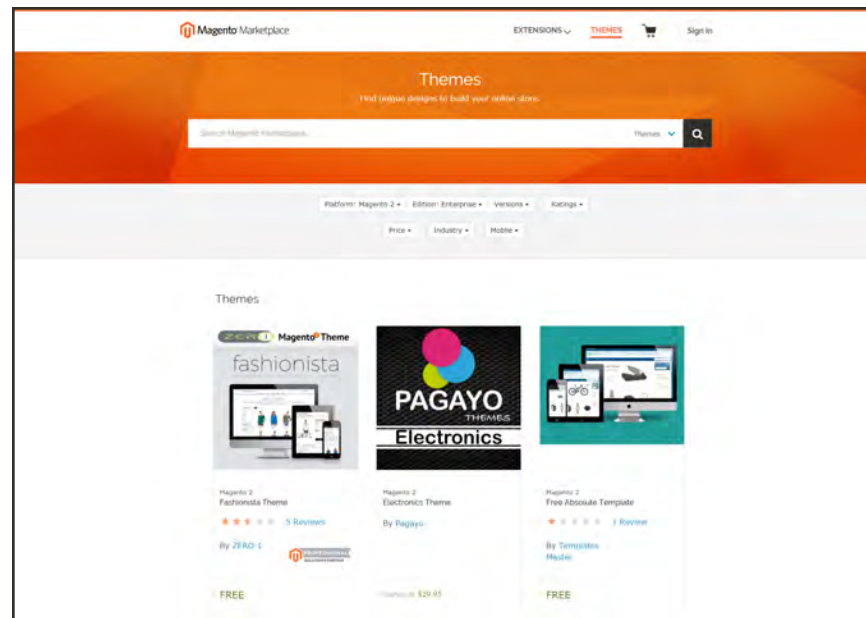 Magento Marketplace
EXTENSIONS
THEMES
Sign In
Themes
Find unique designs to build your online store.
Search Magento Marketplace...
Themes
Platform: Magento 2
Edition: Enterprise
Versions
Ratings
Price
Industry
Mobile
Themes
ZERO 1 Magento Theme
fashionista
PAGAYO
THEMES
Electronics
Magento 2
Fashionista Theme
5 Reviews
By ZERO-1
PROFESSIONAL
SOLUTION PARTNER
FREE
Magento 2
Electronics Theme
By Pagayo
$29.95
Magento 2
Free Absolute Template
1 Review
By Templates
Master
FREE